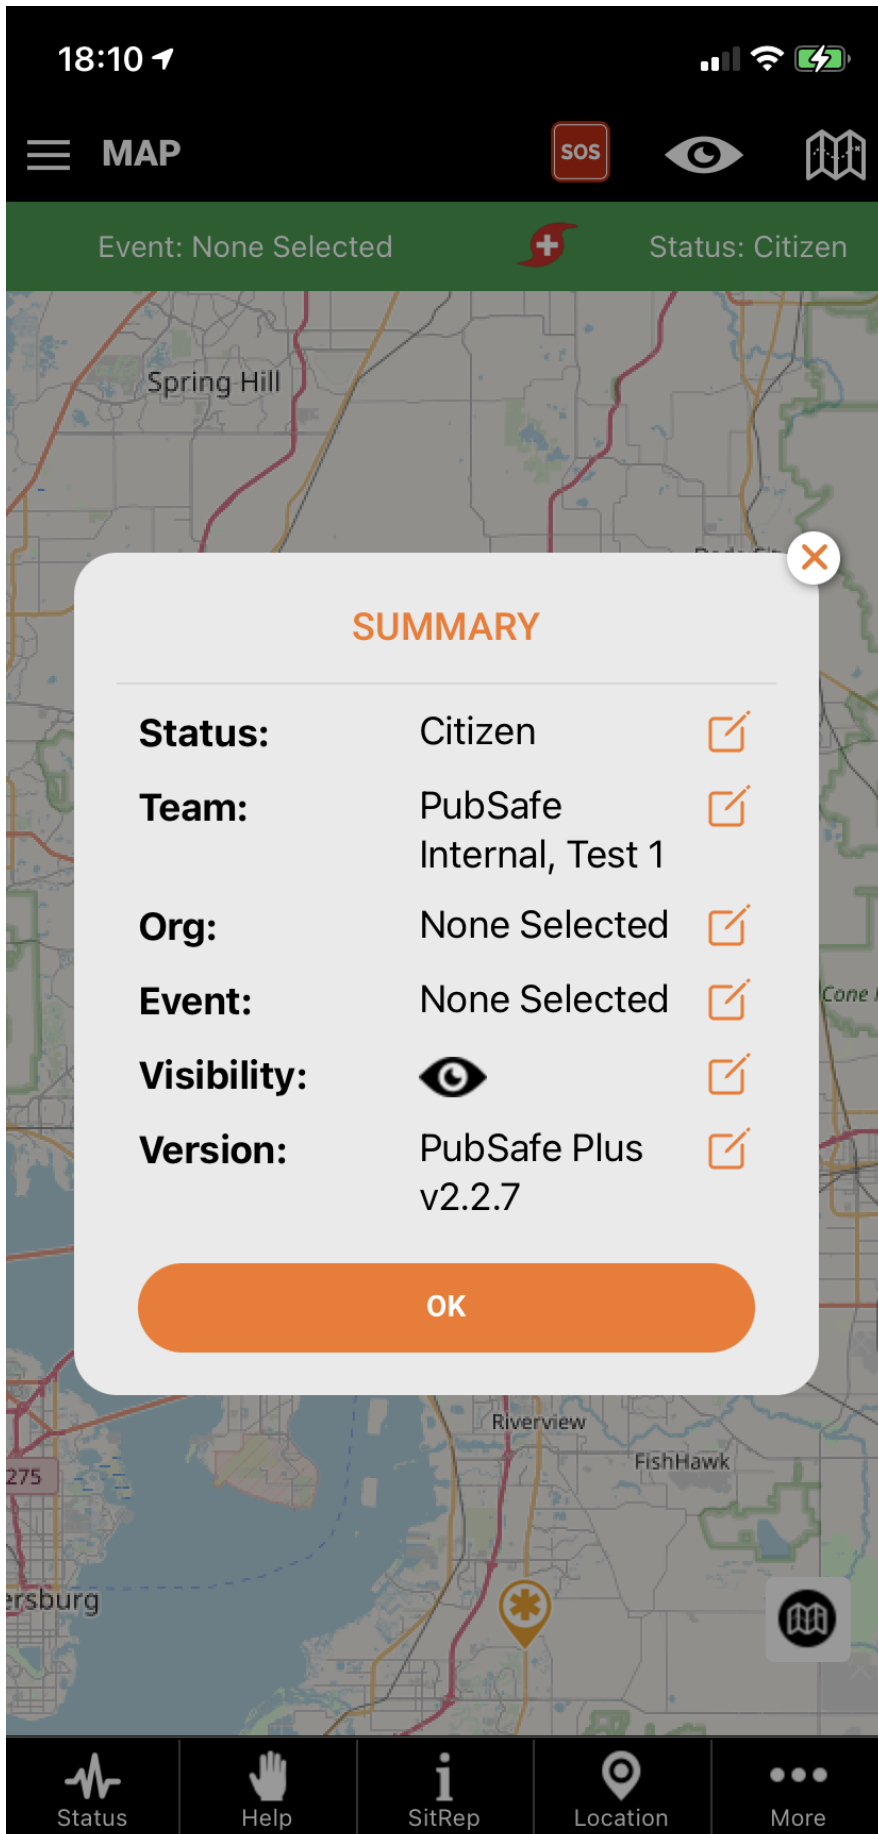 18:10
MAP
SOS
Event: None Selected
Status: Citizen
Spring Hill
SUMMARY
Status: Citizen
Team: PubSafe
Internal, Test 1
Org: None Selected
Event: None Selected
Cone
Visibility:
Version: PubSafe Plus
v2.2.7
OK
Riverview
FishHawk
275
ersburg
Status
Help
SitRep
Location
More